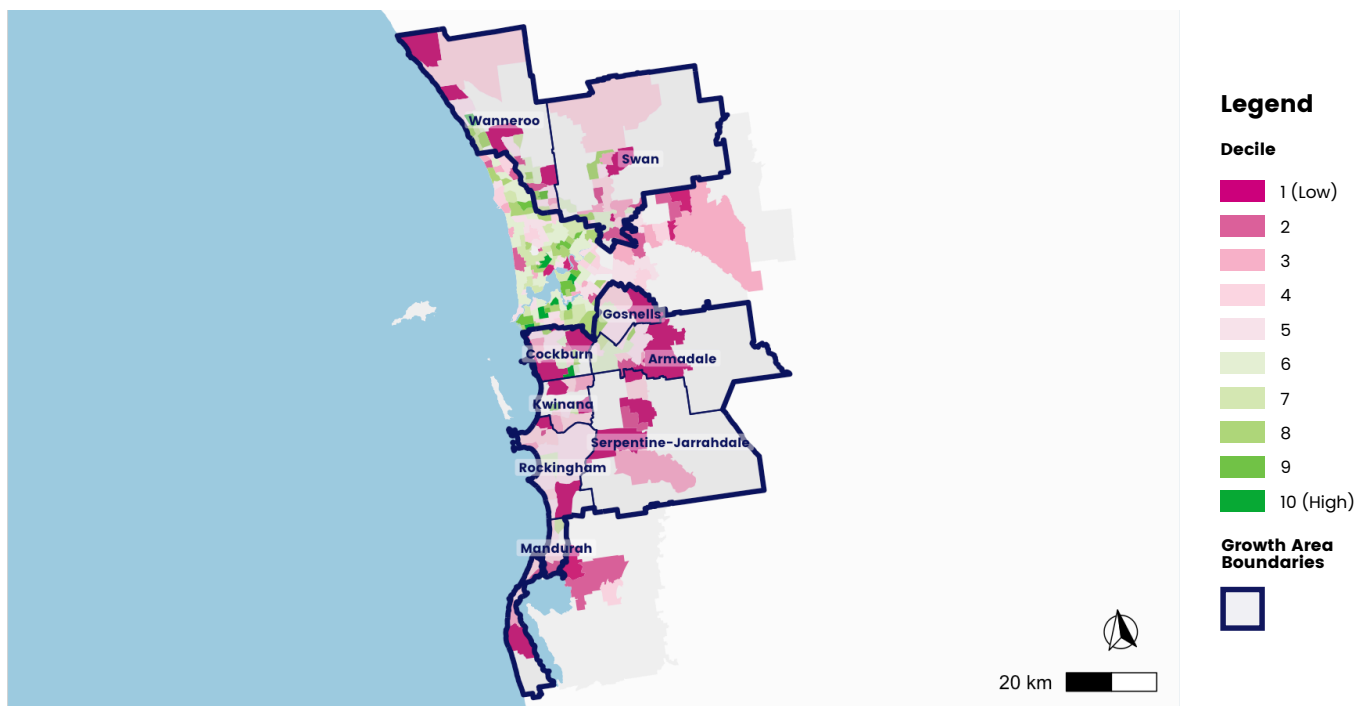 Wanneroo
Swan
Gosnells
Cockburn
Armadale
Kwinana
Serpentine-Jarrahdale
Rockingham
Mandurah
20 km
Legend
Decile
1 (Low)
2
3
4
5
6
7
8
9
10 (High)
Growth Area
Boundaries